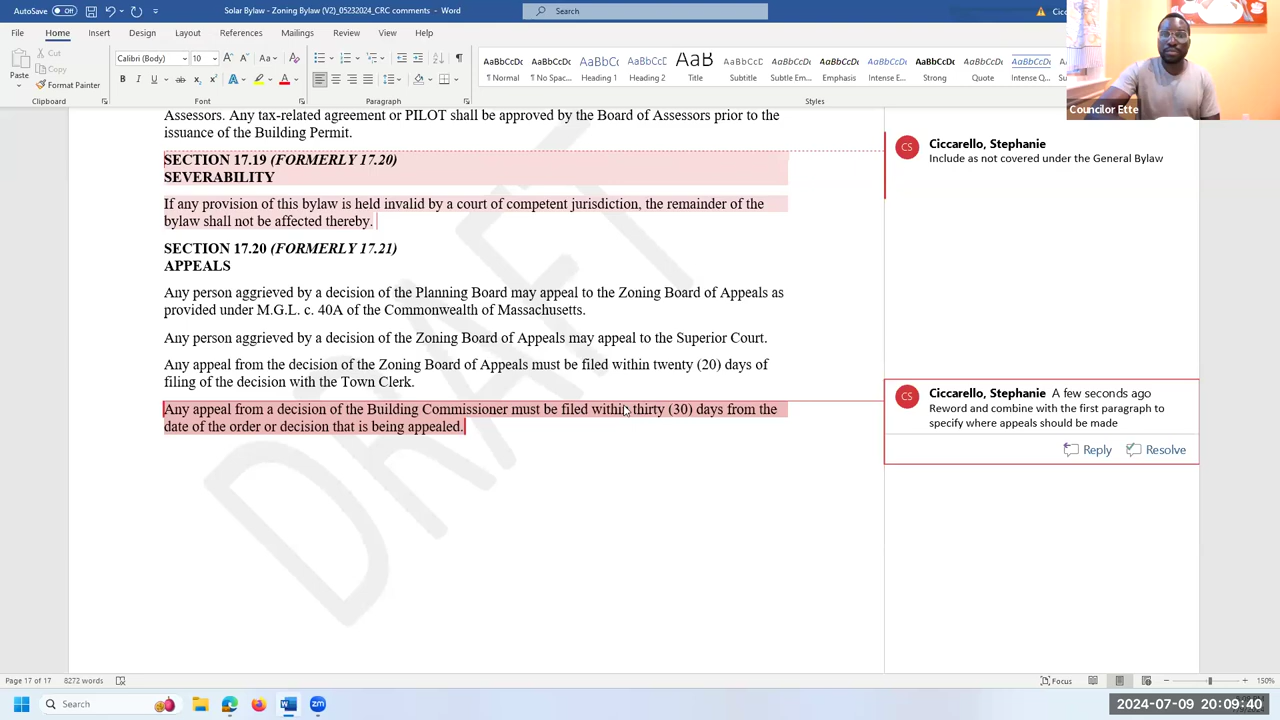 AutoSave Off Solar Bylaw - Zoning Bylaw_05232024_CRC comments - Word Search
File Home Insert Design Layout References Mailings Review View Help
Cut
Copy
Format Painter
Paste
Calibri (Body) 10
AaBbCcDc AaBbCcDc AaBbC AaBbCc AaB AaBbCcD AaBbCcDc AaBbCcDc AaBbCcDc AaBbCcDc AaBbCcDc AaBbCcDc
¶ Normal ¶ No Spac... Heading 1 Heading 2 Title Subtitle Subtle Em... Emphasis Intense E... Strong Quote Intense Q...
Clipboard Font Paragraph Styles
Councilor Ette
Assessors. Any tax-related agreement or PILOT shall be approved by the Board of Assessors prior to the
issuance of the Building Permit.
SECTION 17.19 (FORMERLY 17.20)
SEVERABILITY
If any provision of this bylaw is held invalid by a court of competent jurisdiction, the remainder of the
bylaw shall not be affected thereby.
SECTION 17.20 (FORMERLY 17.21)
APPEALS
Any person aggrieved by a decision of the Planning Board may appeal to the Zoning Board of Appeals as
provided under M.G.L. c. 40A of the Commonwealth of Massachusetts.
Any person aggrieved by a decision of the Zoning Board of Appeals may appeal to the Superior Court.
Any appeal from the decision of the Zoning Board of Appeals must be filed within twenty (20) days of
filing of the decision with the Town Clerk.
Any appeal from a decision of the Building Commissioner must be filed within thirty (30) days from the
date of the order or decision that is being appealed.
DRAFT
CS Ciccarello, Stephanie
Include as not covered under the General Bylaw
CS Ciccarello, Stephanie A few seconds ago
Reword and combine with the first paragraph to
specify where appeals should be made
Reply Resolve
Page 17 of 17 8272 words Focus 150%
Search
2024-07-09 20:09:40